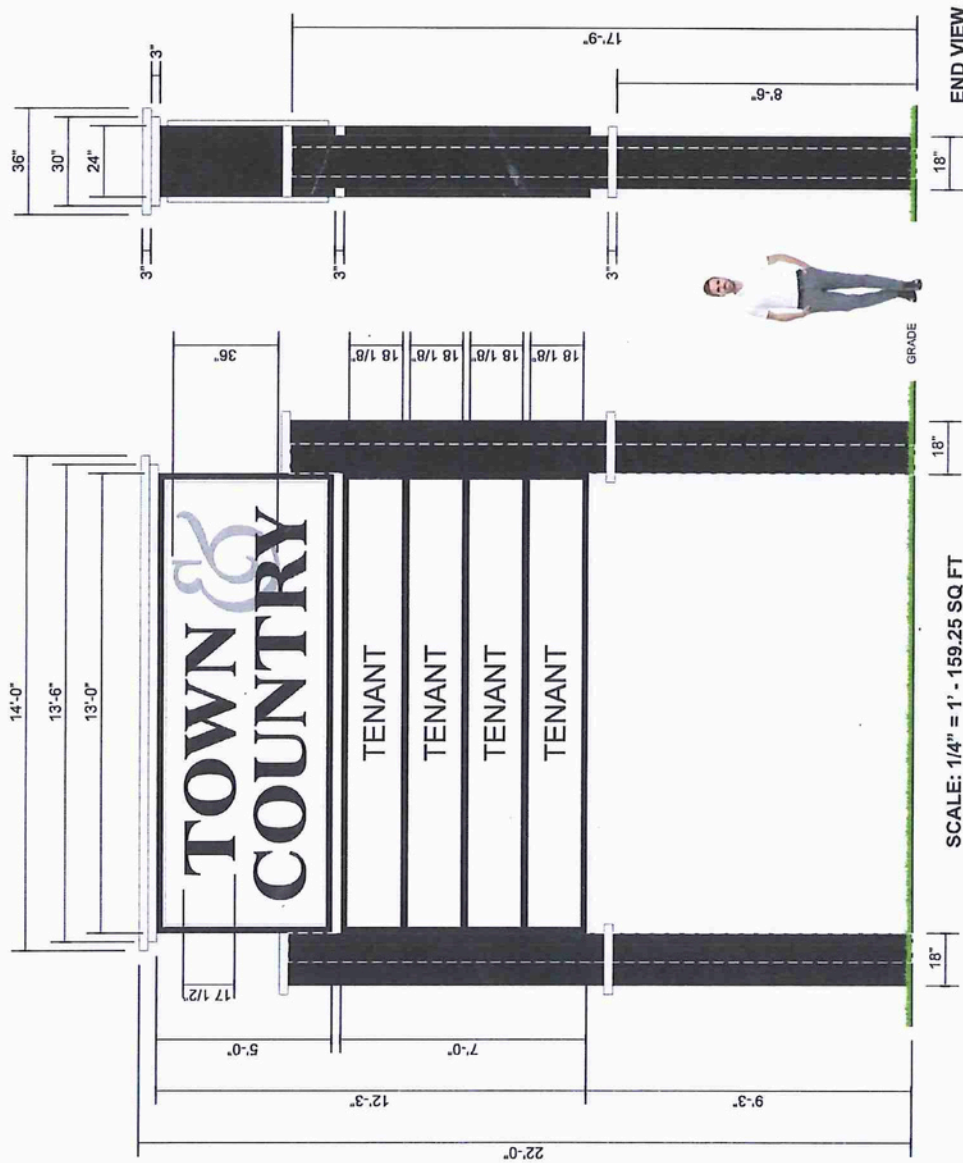 14'-0"
13'-6"
13'-0"
36"
30"
24"
3"
3"
3"
3"
17 1/2"
36"
TOWN &
COUNTRY
TENANT
TENANT
TENANT
TENANT
18 1/8"
18 1/8"
18 1/8"
18 1/8"
5'-0"
7'-0"
12'-3"
9'-3"
22'-0"
17'-9"
8'-6"
GRADE
18"
18"
18"
SCALE: 1/4" = 1' - 159.25 SQ FT
END VIEW